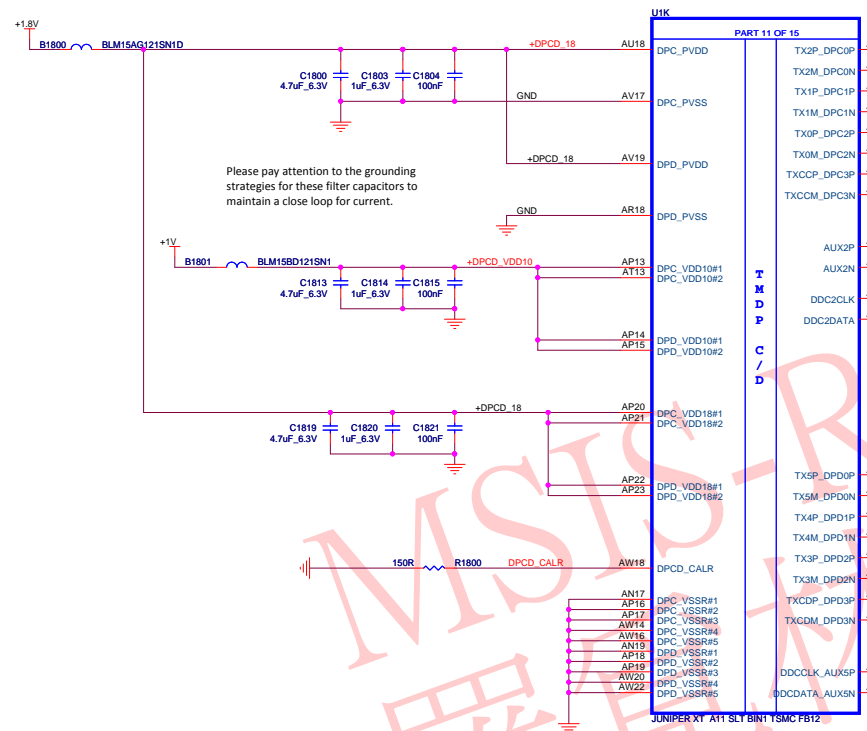 U1K
+1.8V
PART 11 OF 15
B1800 BLM15AG121SN1D
+DPCD_18 AU18 DPC_PVDD TX2P_DPC0P
TX2M_DPC0N
C1800 C1803 C1804
4.7uF_6.3V 1uF_6.3V 100nF
TX1P_DPC1P
GND AV17 DPC_PVSS
TX1M_DPC1N
TX0P_DPC2P
TX0M_DPC2N
+DPCD_18 AV19 DPD_PVDD
TXCCP_DPC3P
TXCCM_DPC3N
Please pay attention to the grounding
strategies for these filter capacitors to
maintain a close loop for current.
GND AR18 DPD_PVSS
+1V
AUX2P
B1801 BLM15BD121SN1
+DPCD_VDD10 AP13 DPC_VDD10#1 AUX2N
AT13 DPC_VDD10#2
C1813 C1814 C1815
4.7uF_6.3V 1uF_6.3V 100nF
DDC2CLK
DDC2DATA
AP14 DPD_VDD10#1
AP15 DPD_VDD10#2
TMDP C/D
+DPCD_18 AP20 DPC_VDD18#1
AP21 DPC_VDD18#2
C1819 C1820 C1821
4.7uF_6.3V 1uF_6.3V 100nF
AP22 DPD_VDD18#1
AP23 DPD_VDD18#2
TX5P_DPD0P
TX5M_DPD0N
TX4P_DPD1P
TX4M_DPD1N
TX3P_DPD2P
150R R1800 DPCD_CALR AW18 DPCD_CALR
TX3M_DPD2N
TXCDP_DPD3P
TXCDM_DPD3N
AN17 DPC_VSSR#1
AP16 DPC_VSSR#2
AP17 DPC_VSSR#3
AW14 DPC_VSSR#4
AW16 DPC_VSSR#5
AN19 DPD_VSSR#1
AP18 DPD_VSSR#2
AP19 DPD_VSSR#3
AW20 DPD_VSSR#4
AW22 DPD_VSSR#5
DDCCLK_AUX5P
DDCDATA_AUX5N
JUNIPER XT A11 SLT BIN1 TSMC FB12
MSIS-R